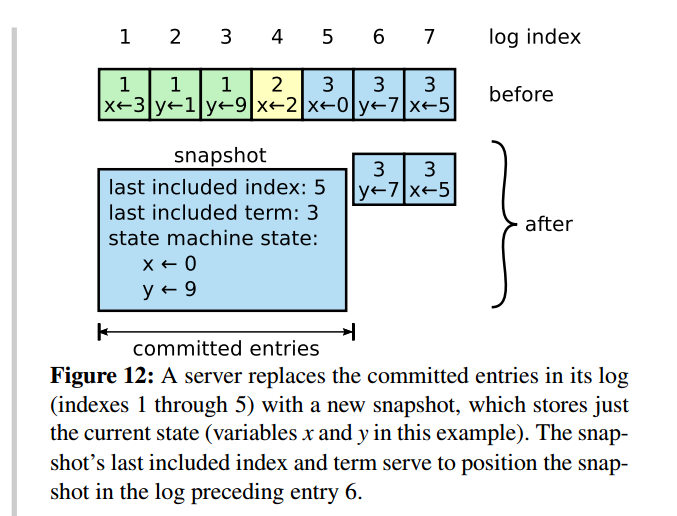 1 2 3 4 5 6 7 log index
1 1 1 2 3 3 3
x←3 y←1 y←9 x←2 x←0 y←7 x←5
before
snapshot
3 3
y←7 x←5
last included index: 5
last included term: 3
state machine state:
x ← 0
y ← 9
after
committed entries
Figure 12: A server replaces the committed entries in its log
(indexes 1 through 5) with a new snapshot, which stores just
the current state (variables x and y in this example). The snap-
shot’s last included index and term serve to position the snap-
shot in the log preceding entry 6.